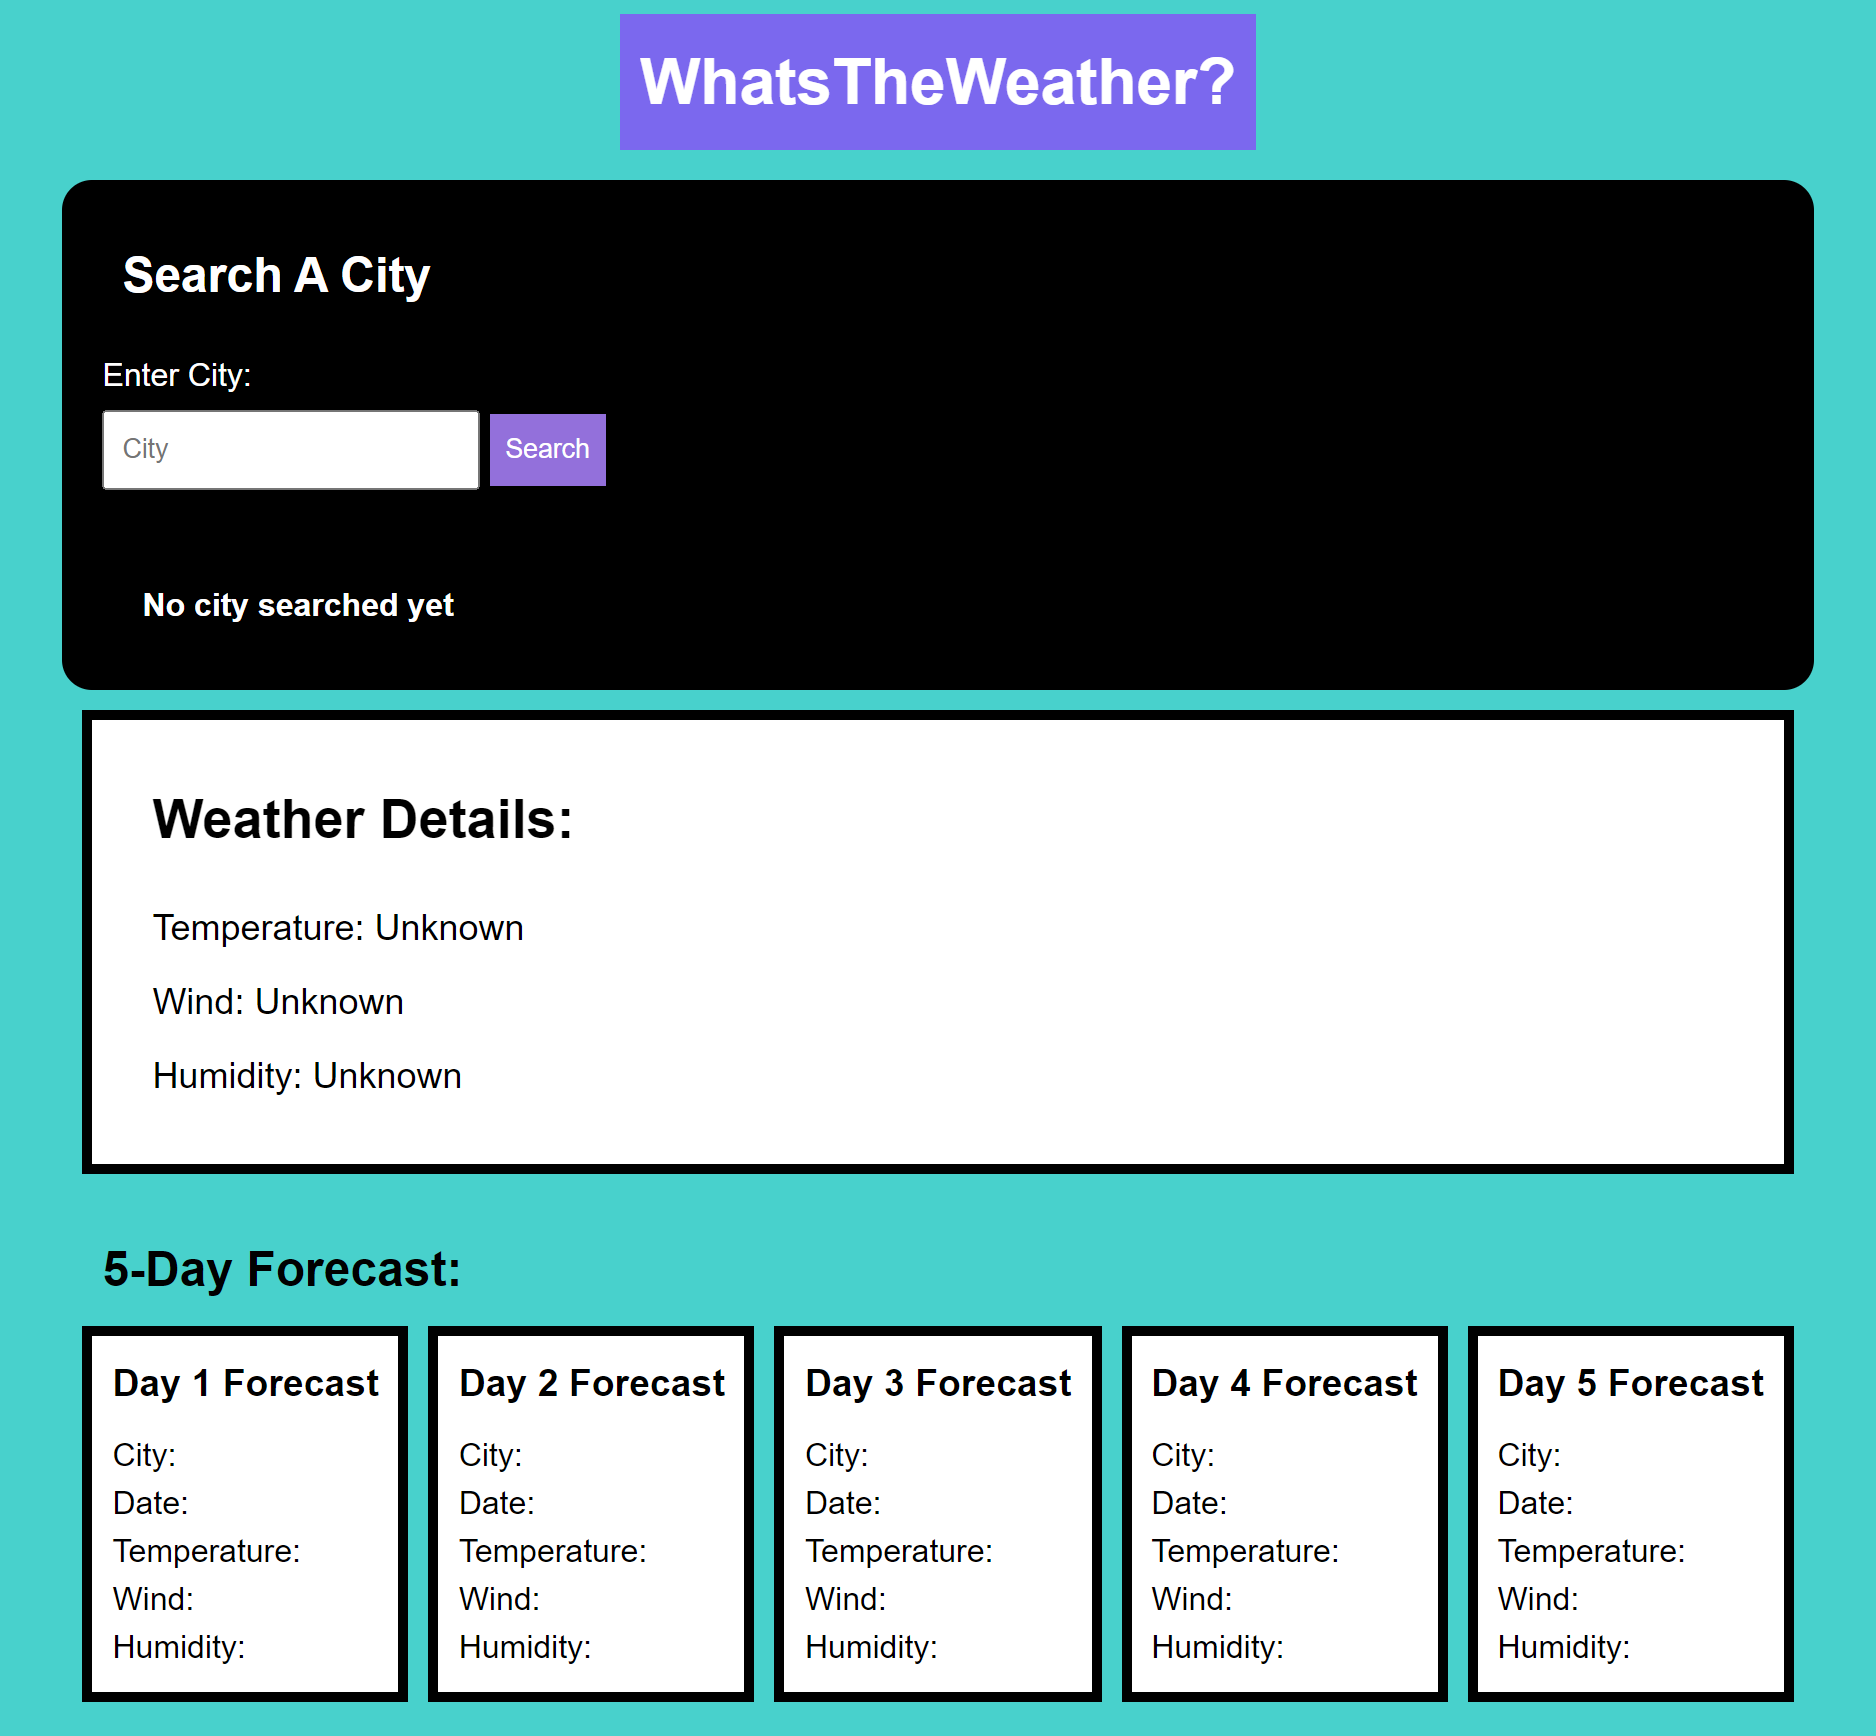 WhatsTheWeather?
Search A City
Enter City:
City
Search
No city searched yet
Weather Details:
Temperature: Unknown
Wind: Unknown
Humidity: Unknown
5-Day Forecast:
Day 1 Forecast
City:
Date:
Temperature:
Wind:
Humidity:
Day 2 Forecast
City:
Date:
Temperature:
Wind:
Humidity:
Day 3 Forecast
City:
Date:
Temperature:
Wind:
Humidity:
Day 4 Forecast
City:
Date:
Temperature:
Wind:
Humidity:
Day 5 Forecast
City:
Date:
Temperature:
Wind:
Humidity: